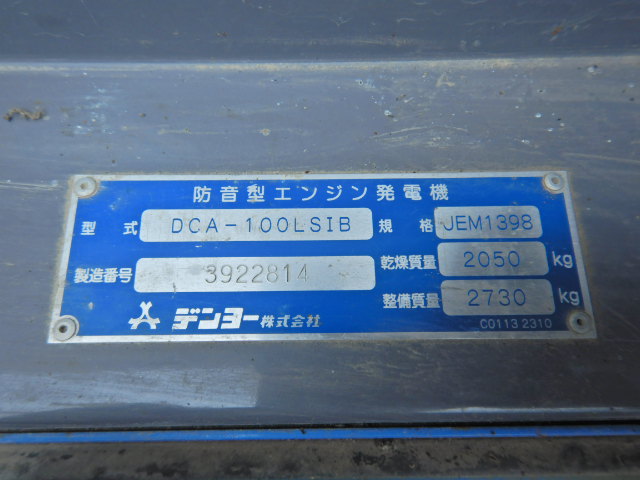 防音型エンジン発電機
型式 DCA-100LSIB 規格 JEM1398
製造番号 3922814 乾燥質量 2050 kg
整備質量 2730 kg
デンヨー株式会社
C0113 2310